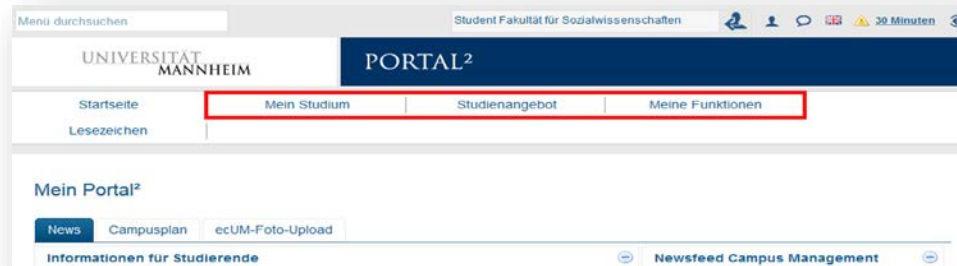 Menü durchsuchen
Student Fakultät für Sozialwissenschaften
30 Minuten
UNIVERSITÄT
MANNHEIM
PORTAL²
Startseite Mein Studium Studienangebot Meine Funktionen
Lesezeichen
Mein Portal²
News Campusplan ecUM-Foto-Upload
Informationen für Studierende Newsfeed Campus Management